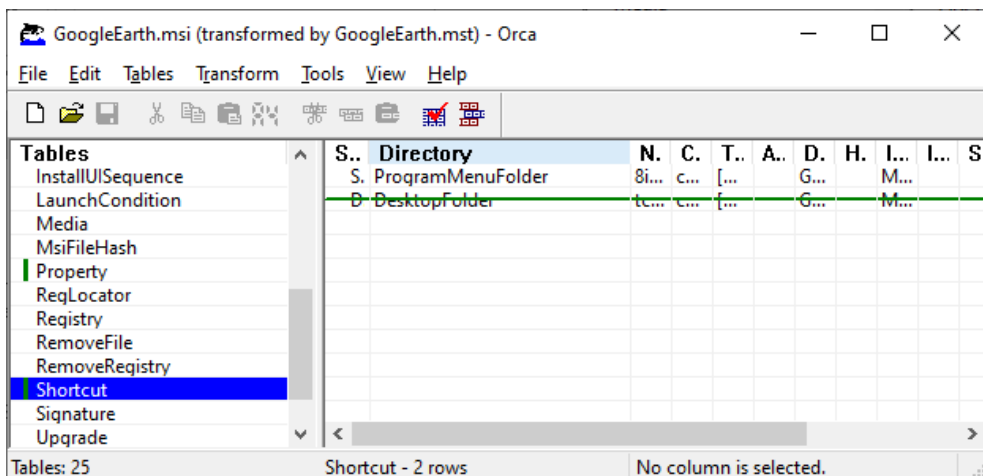 GoogleEarth.msi (transformed by GoogleEarth.mst) - Orca
File Edit Tables Transform Tools View Help
Tables
InstallUISequence
LaunchCondition
Media
MsiFileHash
Property
RegLocator
Registry
RemoveFile
RemoveRegistry
Shortcut
Signature
Upgrade
S.. Directory N. C. T.. A.. D. H. I... I... S
S. ProgramMenuFolder 8i... c... [... G... M...
D DesktopFolder tc... c... [... G... M...
Tables: 25 Shortcut - 2 rows No column is selected.